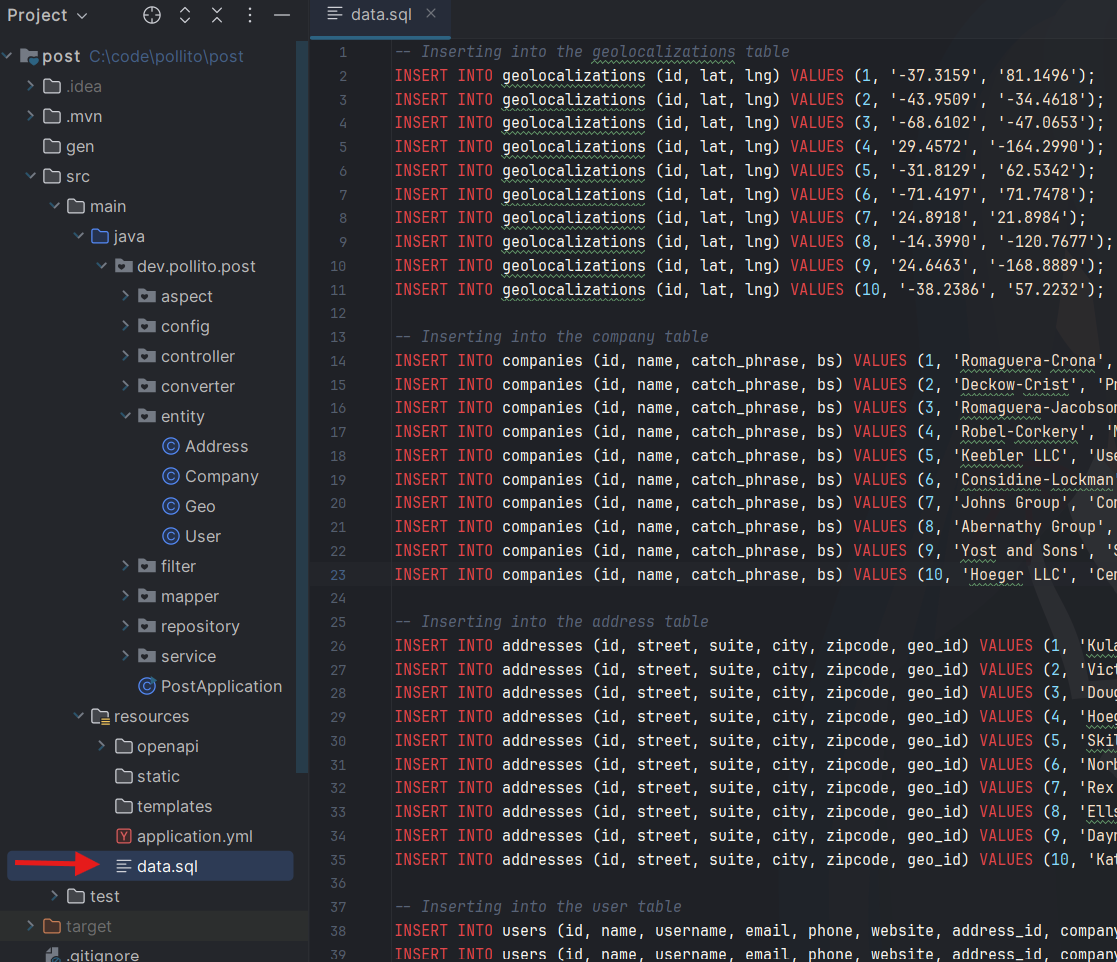 Project
post C:\code\pollito\post
.idea
.mvn
gen
src
main
java
dev.pollito.post
aspect
config
controller
converter
entity
Address
Company
Geo
User
filter
mapper
repository
service
PostApplication
resources
openapi
static
templates
application.yml
data.sql
test
target
.gitignore
data.sql
1 -- Inserting into the geolocalizations table
2 INSERT INTO geolocalizations (id, lat, lng) VALUES (1, '-37.3159', '81.1496');
3 INSERT INTO geolocalizations (id, lat, lng) VALUES (2, '-43.9509', '-34.4618');
4 INSERT INTO geolocalizations (id, lat, lng) VALUES (3, '-68.6102', '-47.0653');
5 INSERT INTO geolocalizations (id, lat, lng) VALUES (4, '29.4572', '-164.2990');
6 INSERT INTO geolocalizations (id, lat, lng) VALUES (5, '-31.8129', '62.5342');
7 INSERT INTO geolocalizations (id, lat, lng) VALUES (6, '-71.4197', '71.7478');
8 INSERT INTO geolocalizations (id, lat, lng) VALUES (7, '24.8918', '21.8984');
9 INSERT INTO geolocalizations (id, lat, lng) VALUES (8, '-14.3990', '-120.7677');
10 INSERT INTO geolocalizations (id, lat, lng) VALUES (9, '24.6463', '-168.8889');
11 INSERT INTO geolocalizations (id, lat, lng) VALUES (10, '-38.2386', '57.2232');
12
13 -- Inserting into the company table
14 INSERT INTO companies (id, name, catch_phrase, bs) VALUES (1, 'Romaguera-Crona',
15 INSERT INTO companies (id, name, catch_phrase, bs) VALUES (2, 'Deckow-Crist', 'Pr
16 INSERT INTO companies (id, name, catch_phrase, bs) VALUES (3, 'Romaguera-Jacobson
17 INSERT INTO companies (id, name, catch_phrase, bs) VALUES (4, 'Robel-Corkery', 'M
18 INSERT INTO companies (id, name, catch_phrase, bs) VALUES (5, 'Keebler LLC', 'Use
19 INSERT INTO companies (id, name, catch_phrase, bs) VALUES (6, 'Considine-Lockman'
20 INSERT INTO companies (id, name, catch_phrase, bs) VALUES (7, 'Johns Group', 'Con
21 INSERT INTO companies (id, name, catch_phrase, bs) VALUES (8, 'Abernathy Group',
22 INSERT INTO companies (id, name, catch_phrase, bs) VALUES (9, 'Yost and Sons', 'S
23 INSERT INTO companies (id, name, catch_phrase, bs) VALUES (10, 'Hoeger LLC', 'Cen
24
25 -- Inserting into the address table
26 INSERT INTO addresses (id, street, suite, city, zipcode, geo_id) VALUES (1, 'Kula
27 INSERT INTO addresses (id, street, suite, city, zipcode, geo_id) VALUES (2, 'Vict
28 INSERT INTO addresses (id, street, suite, city, zipcode, geo_id) VALUES (3, 'Doug
29 INSERT INTO addresses (id, street, suite, city, zipcode, geo_id) VALUES (4, 'Hoeg
30 INSERT INTO addresses (id, street, suite, city, zipcode, geo_id) VALUES (5, 'Skil
31 INSERT INTO addresses (id, street, suite, city, zipcode, geo_id) VALUES (6, 'Norb
32 INSERT INTO addresses (id, street, suite, city, zipcode, geo_id) VALUES (7, 'Rex
33 INSERT INTO addresses (id, street, suite, city, zipcode, geo_id) VALUES (8, 'Ells
34 INSERT INTO addresses (id, street, suite, city, zipcode, geo_id) VALUES (9, 'Dayn
35 INSERT INTO addresses (id, street, suite, city, zipcode, geo_id) VALUES (10, 'Kat
36
37 -- Inserting into the user table
38 INSERT INTO users (id, name, username, email, phone, website, address_id, company
39 INSERT INTO users (id, name, username, email, phone, website, address_id, company